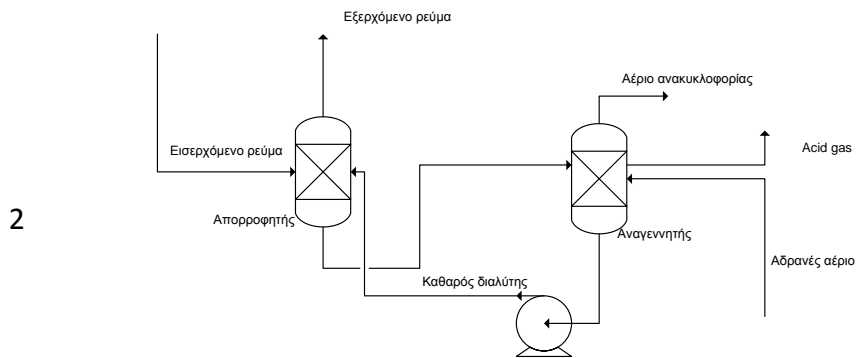 Εξερχόμενο ρεύμα
Αέριο ανακυκλοφορίας
Acid gas
Εισερχόμενο ρεύμα
2
Απορροφητής
Αναγεννητής
Αδρανές αέριο
Καθαρός διαλύτης